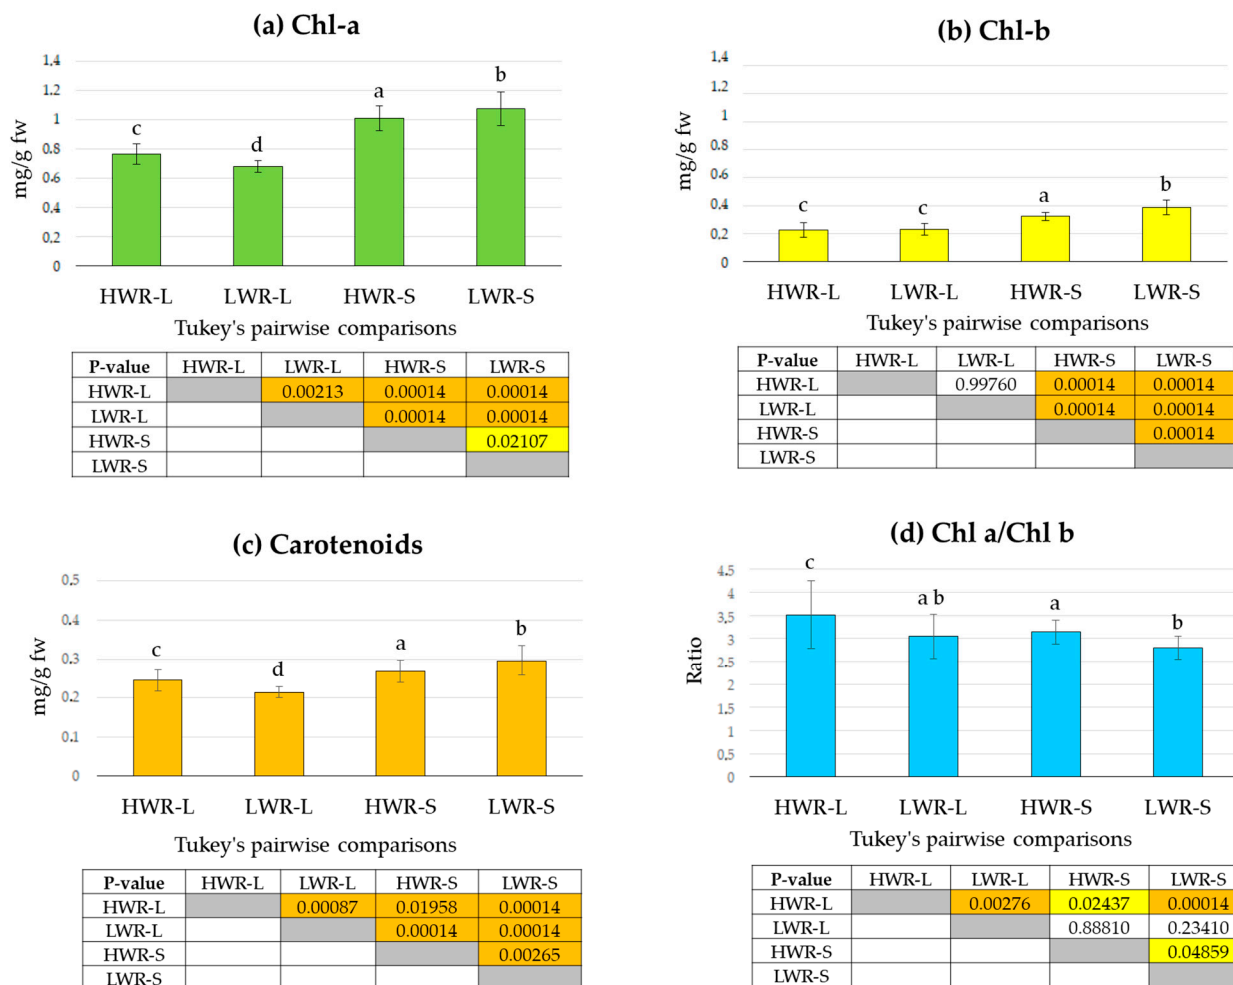 (a) Chl-a
1.4
1.2
1
0.8
0.6
0.4
0.2
0
mg/g fw
c
d
a
b
HWR-L LWR-L HWR-S LWR-S
Tukey's pairwise comparisons
P-value HWR-L LWR-L HWR-S LWR-S
HWR-L 0.00213 0.00014 0.00014
LWR-L 0.00014 0.00014
HWR-S 0.02107
LWR-S
(b) Chl-b
1.4
1.2
1
0.8
0.6
0.4
0.2
0
mg/g fw
c
c
a
b
HWR-L LWR-L HWR-S LWR-S
Tukey's pairwise comparisons
P-value HWR-L LWR-L HWR-S LWR-S
HWR-L 0.99760 0.00014 0.00014
LWR-L 0.00014 0.00014
HWR-S 0.00014
LWR-S
(c) Carotenoids
0.5
0.3
0.3
0.2
0.1
0
mg/g fw
c
d
a
b
HWR-L LWR-L HWR-S LWR-S
Tukey's pairwise comparisons
P-value HWR-L LWR-L HWR-S LWR-S
HWR-L 0.00087 0.01958 0.00014
LWR-L 0.00014 0.00014
HWR-S 0.00265
LWR-S
(d) Chl a/Chl b
4.5
4
3.5
3
2.5
2
1.5
1
0.5
0
Ratio
c
a b
a
b
HWR-L LWR-L HWR-S LWR-S
Tukey's pairwise comparisons
P-value HWR-L LWR-L HWR-S LWR-S
HWR-L 0.00276 0.02437 0.00014
LWR-L 0.88810 0.23410
HWR-S 0.04859
LWR-S